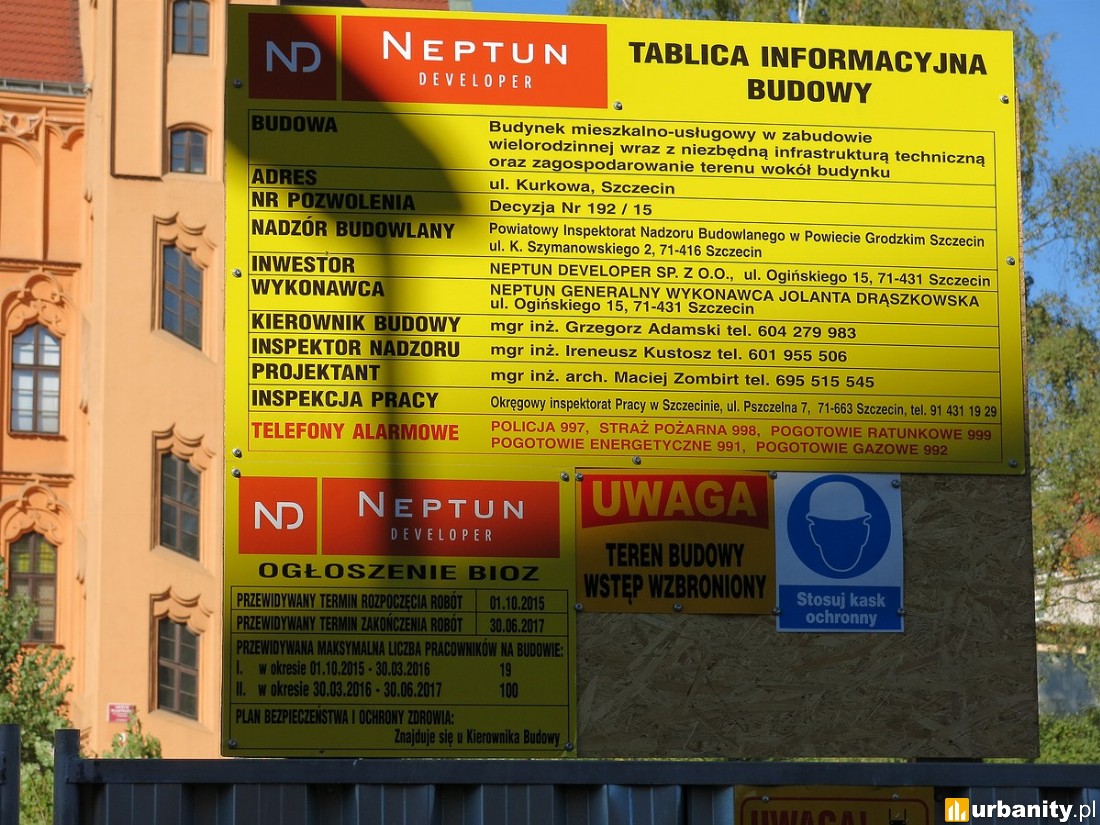 ND NEPTUN DEVELOPER
TABLICA INFORMACYJNA
BUDOWY
BUDOWA Budynek mieszkalno-usługowy w zabudowie
wielorodzinnej wraz z niezbędną infrastrukturą techniczną
oraz zagospodarowanie terenu wokół budynku
ADRES ul. Kurkowa, Szczecin
NR POZWOLENIA Decyzja Nr 192 / 15
NADZÓR BUDOWLANY Powiatowy Inspektorat Nadzoru Budowlanego w Powiecie Grodzkim Szczecin
ul. K. Szymanowskiego 2, 71-416 Szczecin
INWESTOR NEPTUN DEVELOPER SP. Z O.O., ul. Ogińskiego 15, 71-431 Szczecin
WYKONAWCA NEPTUN GENERALNY WYKONAWCA JOLANTA DRĄSZKOWSKA
ul. Ogińskiego 15, 71-431 Szczecin
KIEROWNIK BUDOWY mgr inż. Grzegorz Adamski tel. 604 279 983
INSPEKTOR NADZORU mgr inż. Ireneusz Kustosz tel. 601 955 506
PROJEKTANT mgr inż. arch. Maciej Zombirt tel. 695 515 545
INSPEKCJA PRACY Okręgowy inspektorat Pracy w Szczecinie, ul. Pszczelna 7, 71-663 Szczecin, tel. 91 431 19 29
TELEFONY ALARMOWE POLICJA 997, STRAŻ POŻARNA 998, POGOTOWIE RATUNKOWE 999
POGOTOWIE ENERGETYCZNE 991, POGOTOWIE GAZOWE 992
ND NEPTUN DEVELOPER
OGŁOSZENIE BIOZ
PRZEWIDYWANY TERMIN ROZPOCZĘCIA ROBÓT 01.10.2015
PRZEWIDYWANY TERMIN ZAKOŃCZENIA ROBÓT 30.06.2017
PRZEWIDYWANA MAKSYMALNA LICZBA PRACOWNIKÓW NA BUDOWIE:
I. w okresie 01.10.2015 - 30.03.2016 19
II. w okresie 30.03.2016 - 30.06.2017 100
PLAN BEZPIECZEŃSTWA I OCHRONY ZDROWIA:
Znajduje się u Kierownika Budowy
UWAGA
TEREN BUDOWY
WSTĘP WZBRONIONY
Stosuj kask
ochronny
UWAGA!
urbanity.pl